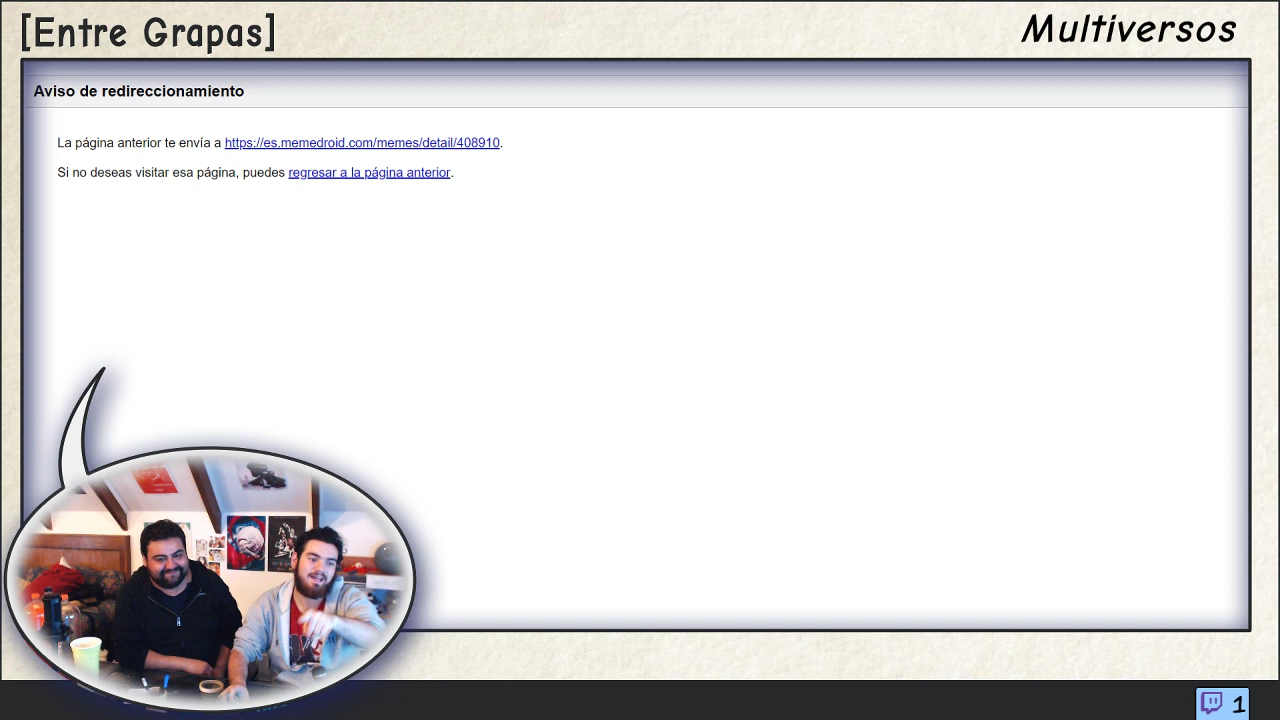 [Entre Grapas]
Multiversos
Aviso de redireccionamiento
La página anterior te envía a https://es.memedroid.com/memes/detail/408910.
Si no deseas visitar esa página, puedes regresar a la página anterior.
1